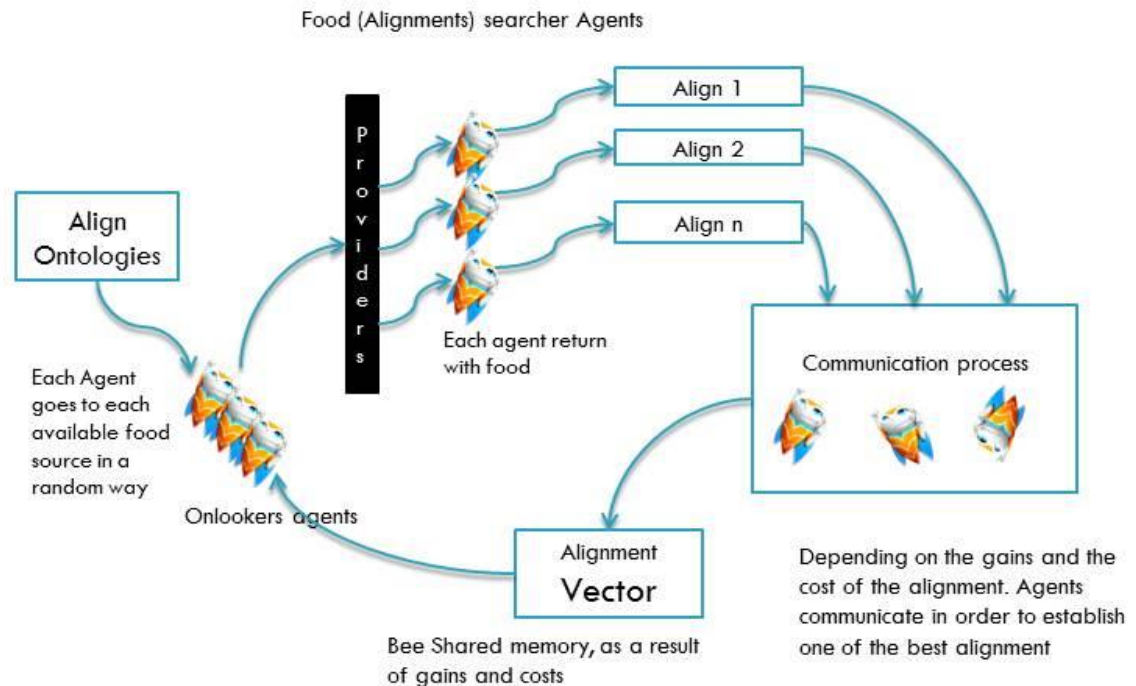 Food (Alignments) searcher Agents
Align 1
Align 2
Align n
Providers
Align
Ontologies
Each agent return
with food
Each Agent
goes to each
available food
source in a
random way
Onlookers agents
Communication process
Alignment
Vector
Bee Shared memory, as a result
of gains and costs
Depending on the gains and the
cost of the alignment. Agents
communicate in order to establish
one of the best alignment